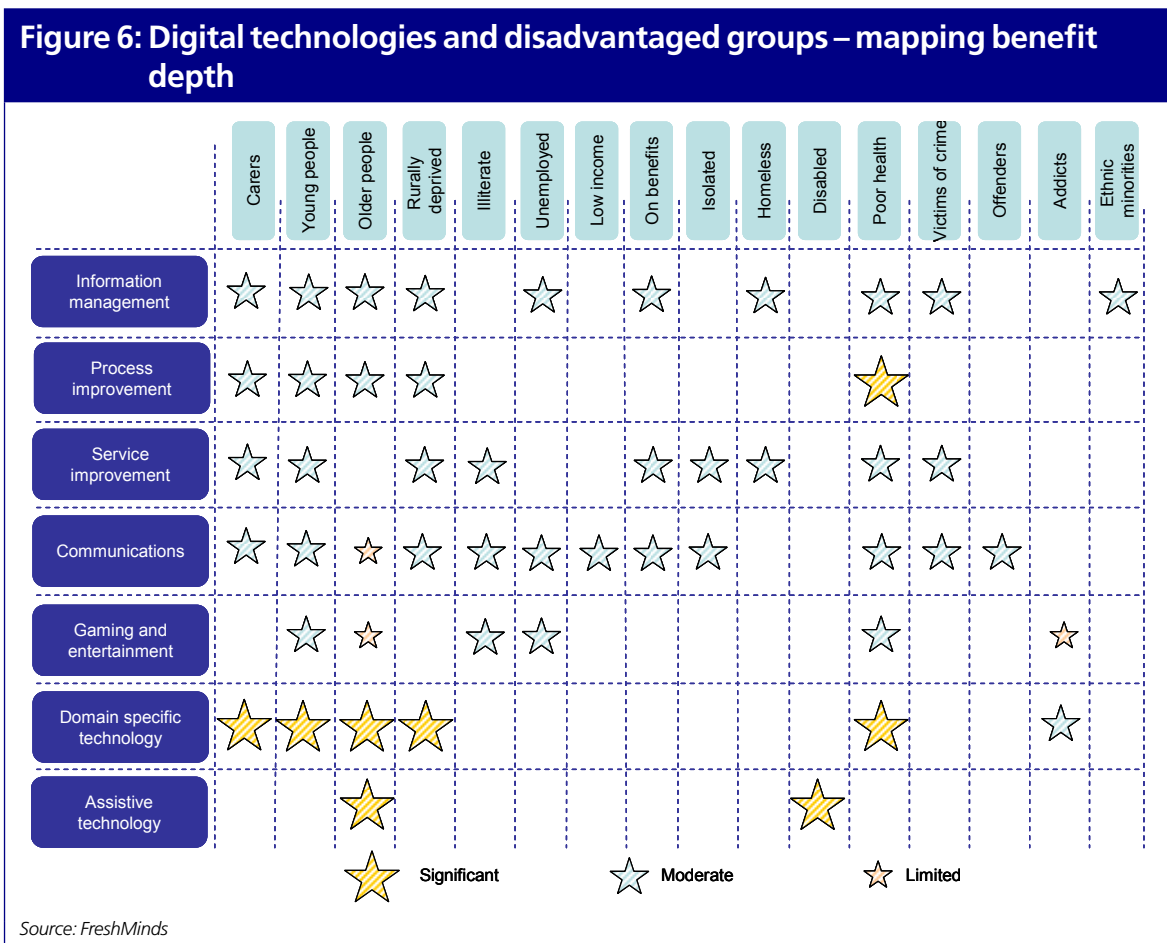 Figure 6: Digital technologies and disadvantaged groups – mapping benefit
depth
Carers
Young people
Older people
Rurally
deprived
Illiterate
Unemployed
Low income
On benefits
Isolated
Homeless
Disabled
Poor health
Victims of crime
Offenders
Addicts
Ethnic
minorities
Information
management
Process
improvement
Service
improvement
Communications
Gaming and
entertainment
Domain specific
technology
Assistive
technology
Significant
Moderate
Limited
Source: FreshMinds